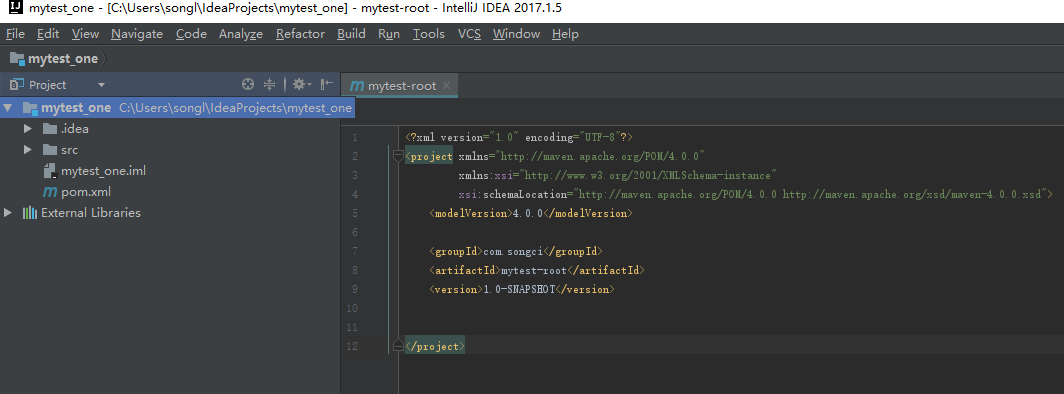 mytest_one - [C:\Users\songl\IdeaProjects\mytest_one] - mytest-root - IntelliJ IDEA 2017.1.5
File Edit View Navigate Code Analyze Refactor Build Run Tools VCS Window Help
mytest_one
Project
mytest-root
mytest_one C:\Users\songl\IdeaProjects\mytest_one
.idea
src
mytest_one.iml
pom.xml
External Libraries
1 <?xml version="1.0" encoding="UTF-8"?>
2 <project xmlns="http://maven.apache.org/POM/4.0.0"
3 xmlns:xsi="http://www.w3.org/2001/XMLSchema-instance"
4 xsi:schemaLocation="http://maven.apache.org/POM/4.0.0 http://maven.apache.org/xsd/maven-4.0.0.xsd">
5 <modelVersion>4.0.0</modelVersion>
6
7 <groupId>com.songci</groupId>
8 <artifactId>mytest-root</artifactId>
9 <version>1.0-SNAPSHOT</version>
10
11
12 </project>